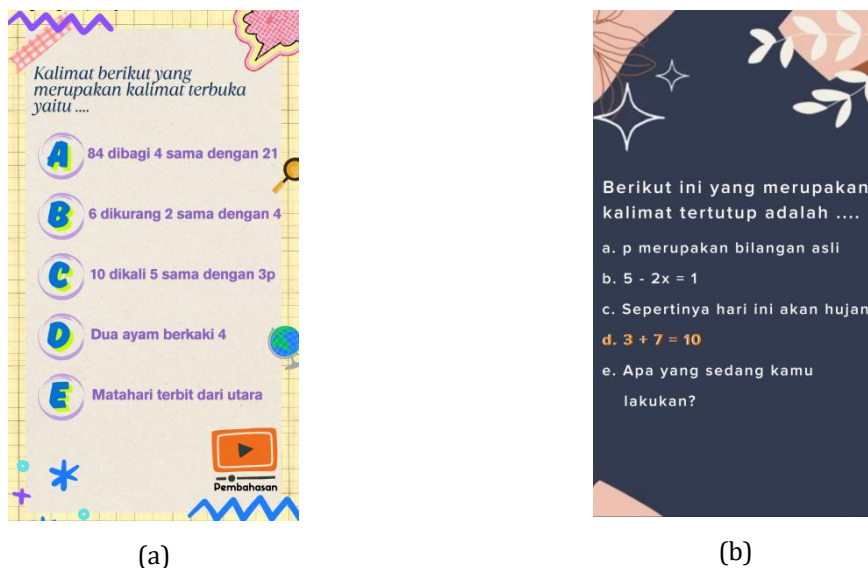 Kalimat berikut yang
merupakan kalimat terbuka
yaitu ....
A 84 dibagi 4 sama dengan 21
B 6 dikurang 2 sama dengan 4
C 10 dikali 5 sama dengan 3p
D Dua ayam berkaki 4
E Matahari terbit dari utara
Pembahasan
(a)
Berikut ini yang merupakan
kalimat tertutup adalah ....
a. p merupakan bilangan asli
b. 5 - 2x = 1
c. Sepertinya hari ini akan hujan
d. 3 + 7 = 10
e. Apa yang sedang kamu
lakukan?
(b)